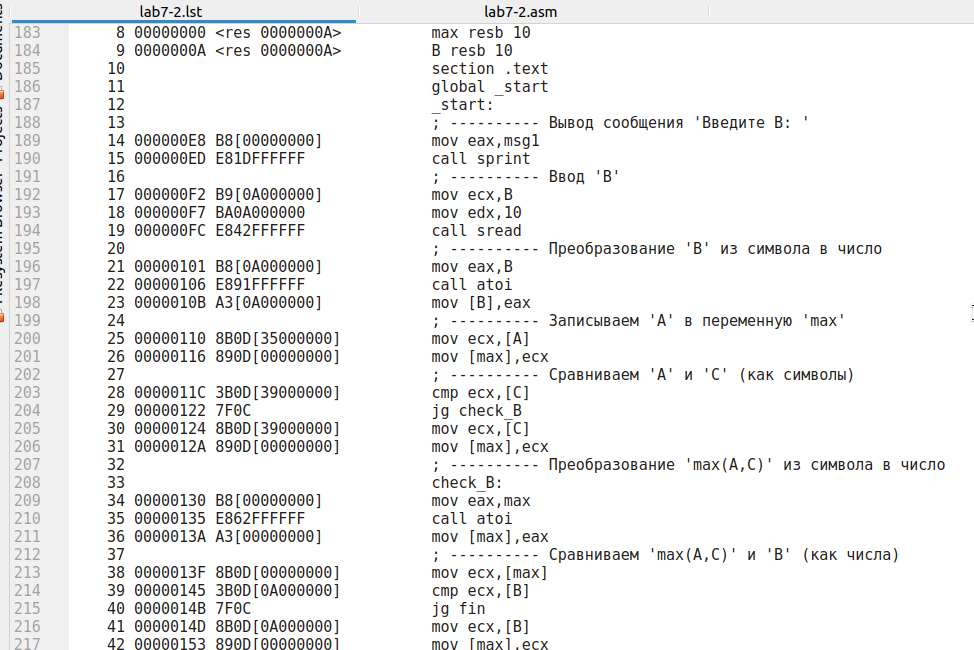 lab7-2.lst lab7-2.asm
183 8 00000000 <res 0000000A> max resb 10
184 9 0000000A <res 0000000A> B resb 10
185 10 section .text
186 11 global _start
187 12 _start:
188 13 ; ---------- Вывод сообщения 'Введите B: '
189 14 000000E8 B8[00000000] mov eax,msg1
190 15 000000ED E81DFFFFFF call sprint
191 16 ; ---------- Ввод 'B'
192 17 000000F2 B9[0A000000] mov ecx,B
193 18 000000F7 BA0A000000 mov edx,10
194 19 000000FC E842FFFFFF call sread
195 20 ; ---------- Преобразование 'B' из символа в число
196 21 00000101 B8[0A000000] mov eax,B
197 22 00000106 E891FFFFFF call atoi
198 23 0000010B A3[0A000000] mov [B],eax
199 24 ; ---------- Записываем 'A' в переменную 'max'
200 25 00000110 8B0D[35000000] mov ecx,[A]
201 26 00000116 890D[00000000] mov [max],ecx
202 27 ; ---------- Сравниваем 'A' и 'С' (как символы)
203 28 0000011C 3B0D[39000000] cmp ecx,[C]
204 29 00000122 7F0C jg check_B
205 30 00000124 8B0D[39000000] mov ecx,[C]
206 31 0000012A 890D[00000000] mov [max],ecx
207 32 ; ---------- Преобразование 'max(A,C)' из символа в число
208 33 check_B:
209 34 00000130 B8[00000000] mov eax,max
210 35 00000135 E862FFFFFF call atoi
211 36 0000013A A3[00000000] mov [max],eax
212 37 ; ---------- Сравниваем 'max(A,C)' и 'B' (как числа)
213 38 0000013F 8B0D[00000000] mov ecx,[max]
214 39 00000145 3B0D[0A000000] cmp ecx,[B]
215 40 0000014B 7F0C jg fin
216 41 0000014D 8B0D[0A000000] mov ecx,[B]
217 42 00000153 890D[00000000] mov [max],ecx